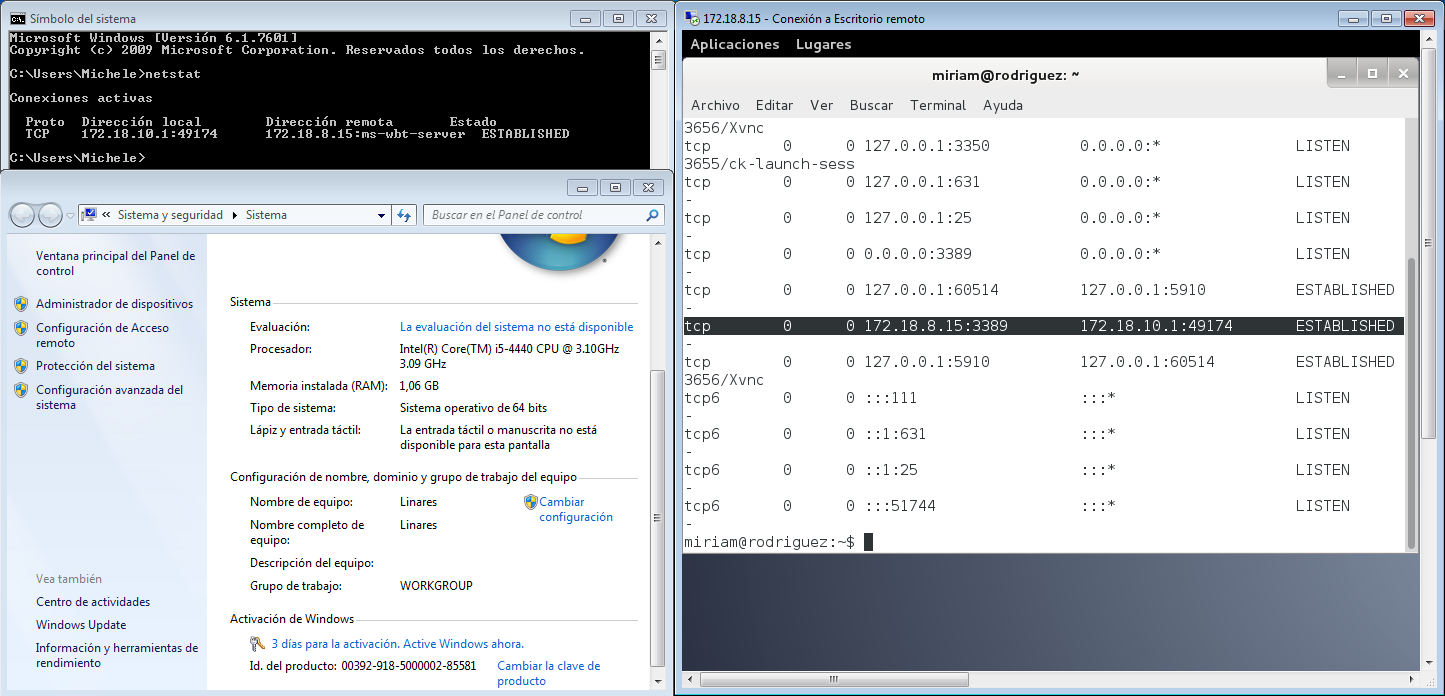 Símbolo del sistema
Microsoft Windows [Versión 6.1.7601]
Copyright (c) 2009 Microsoft Corporation. Reservados todos los derechos.
C:\Users\Michele>netstat
Conexiones activas
Proto  Dirección local        Dirección remota       Estado
TCP    172.18.10.1:49174      172.18.8.15:ms-wbt-server  ESTABLISHED
C:\Users\Michele>
« Sistema y seguridad ▸ Sistema
Buscar en el Panel de control
Ventana principal del Panel de
control
Administrador de dispositivos
Configuración de Acceso
remoto
Protección del sistema
Configuración avanzada del
sistema
Vea también
Centro de actividades
Windows Update
Información y herramientas de
rendimiento
Sistema
Evaluación: La evaluación del sistema no está disponible
Procesador: Intel(R) Core(TM) i5-4440 CPU @ 3.10GHz
3.09 GHz
Memoria instalada (RAM): 1,06 GB
Tipo de sistema: Sistema operativo de 64 bits
Lápiz y entrada táctil: La entrada táctil o manuscrita no está
disponible para esta pantalla
Configuración de nombre, dominio y grupo de trabajo del equipo
Nombre de equipo: Linares
Cambiar
configuración
Nombre completo de
equipo: Linares
Descripción del equipo:
Grupo de trabajo: WORKGROUP
Activación de Windows
3 días para la activación. Active Windows ahora.
Id. del producto: 00392-918-5000002-85581
Cambiar la clave de
producto
172.18.8.15 - Conexión a Escritorio remoto
Aplicaciones Lugares
miriam@rodriguez: ~
Archivo Editar Ver Buscar Terminal Ayuda
3656/Xvnc
tcp 0 0 127.0.0.1:3350 0.0.0.0:* LISTEN
3655/ck-launch-sess
tcp 0 0 127.0.0.1:631 0.0.0.0:* LISTEN
-
tcp 0 0 127.0.0.1:25 0.0.0.0:* LISTEN
-
tcp 0 0 0.0.0.0:3389 0.0.0.0:* LISTEN
-
tcp 0 0 127.0.0.1:60514 127.0.0.1:5910 ESTABLISHED
-
tcp 0 0 172.18.8.15:3389 172.18.10.1:49174 ESTABLISHED
-
tcp 0 0 127.0.0.1:5910 127.0.0.1:60514 ESTABLISHED
3656/Xvnc
tcp6 0 0 :::111 :::* LISTEN
-
tcp6 0 0 ::1:631 :::* LISTEN
-
tcp6 0 0 ::1:25 :::* LISTEN
-
tcp6 0 0 :::51744 :::* LISTEN
-
miriam@rodriguez:~$